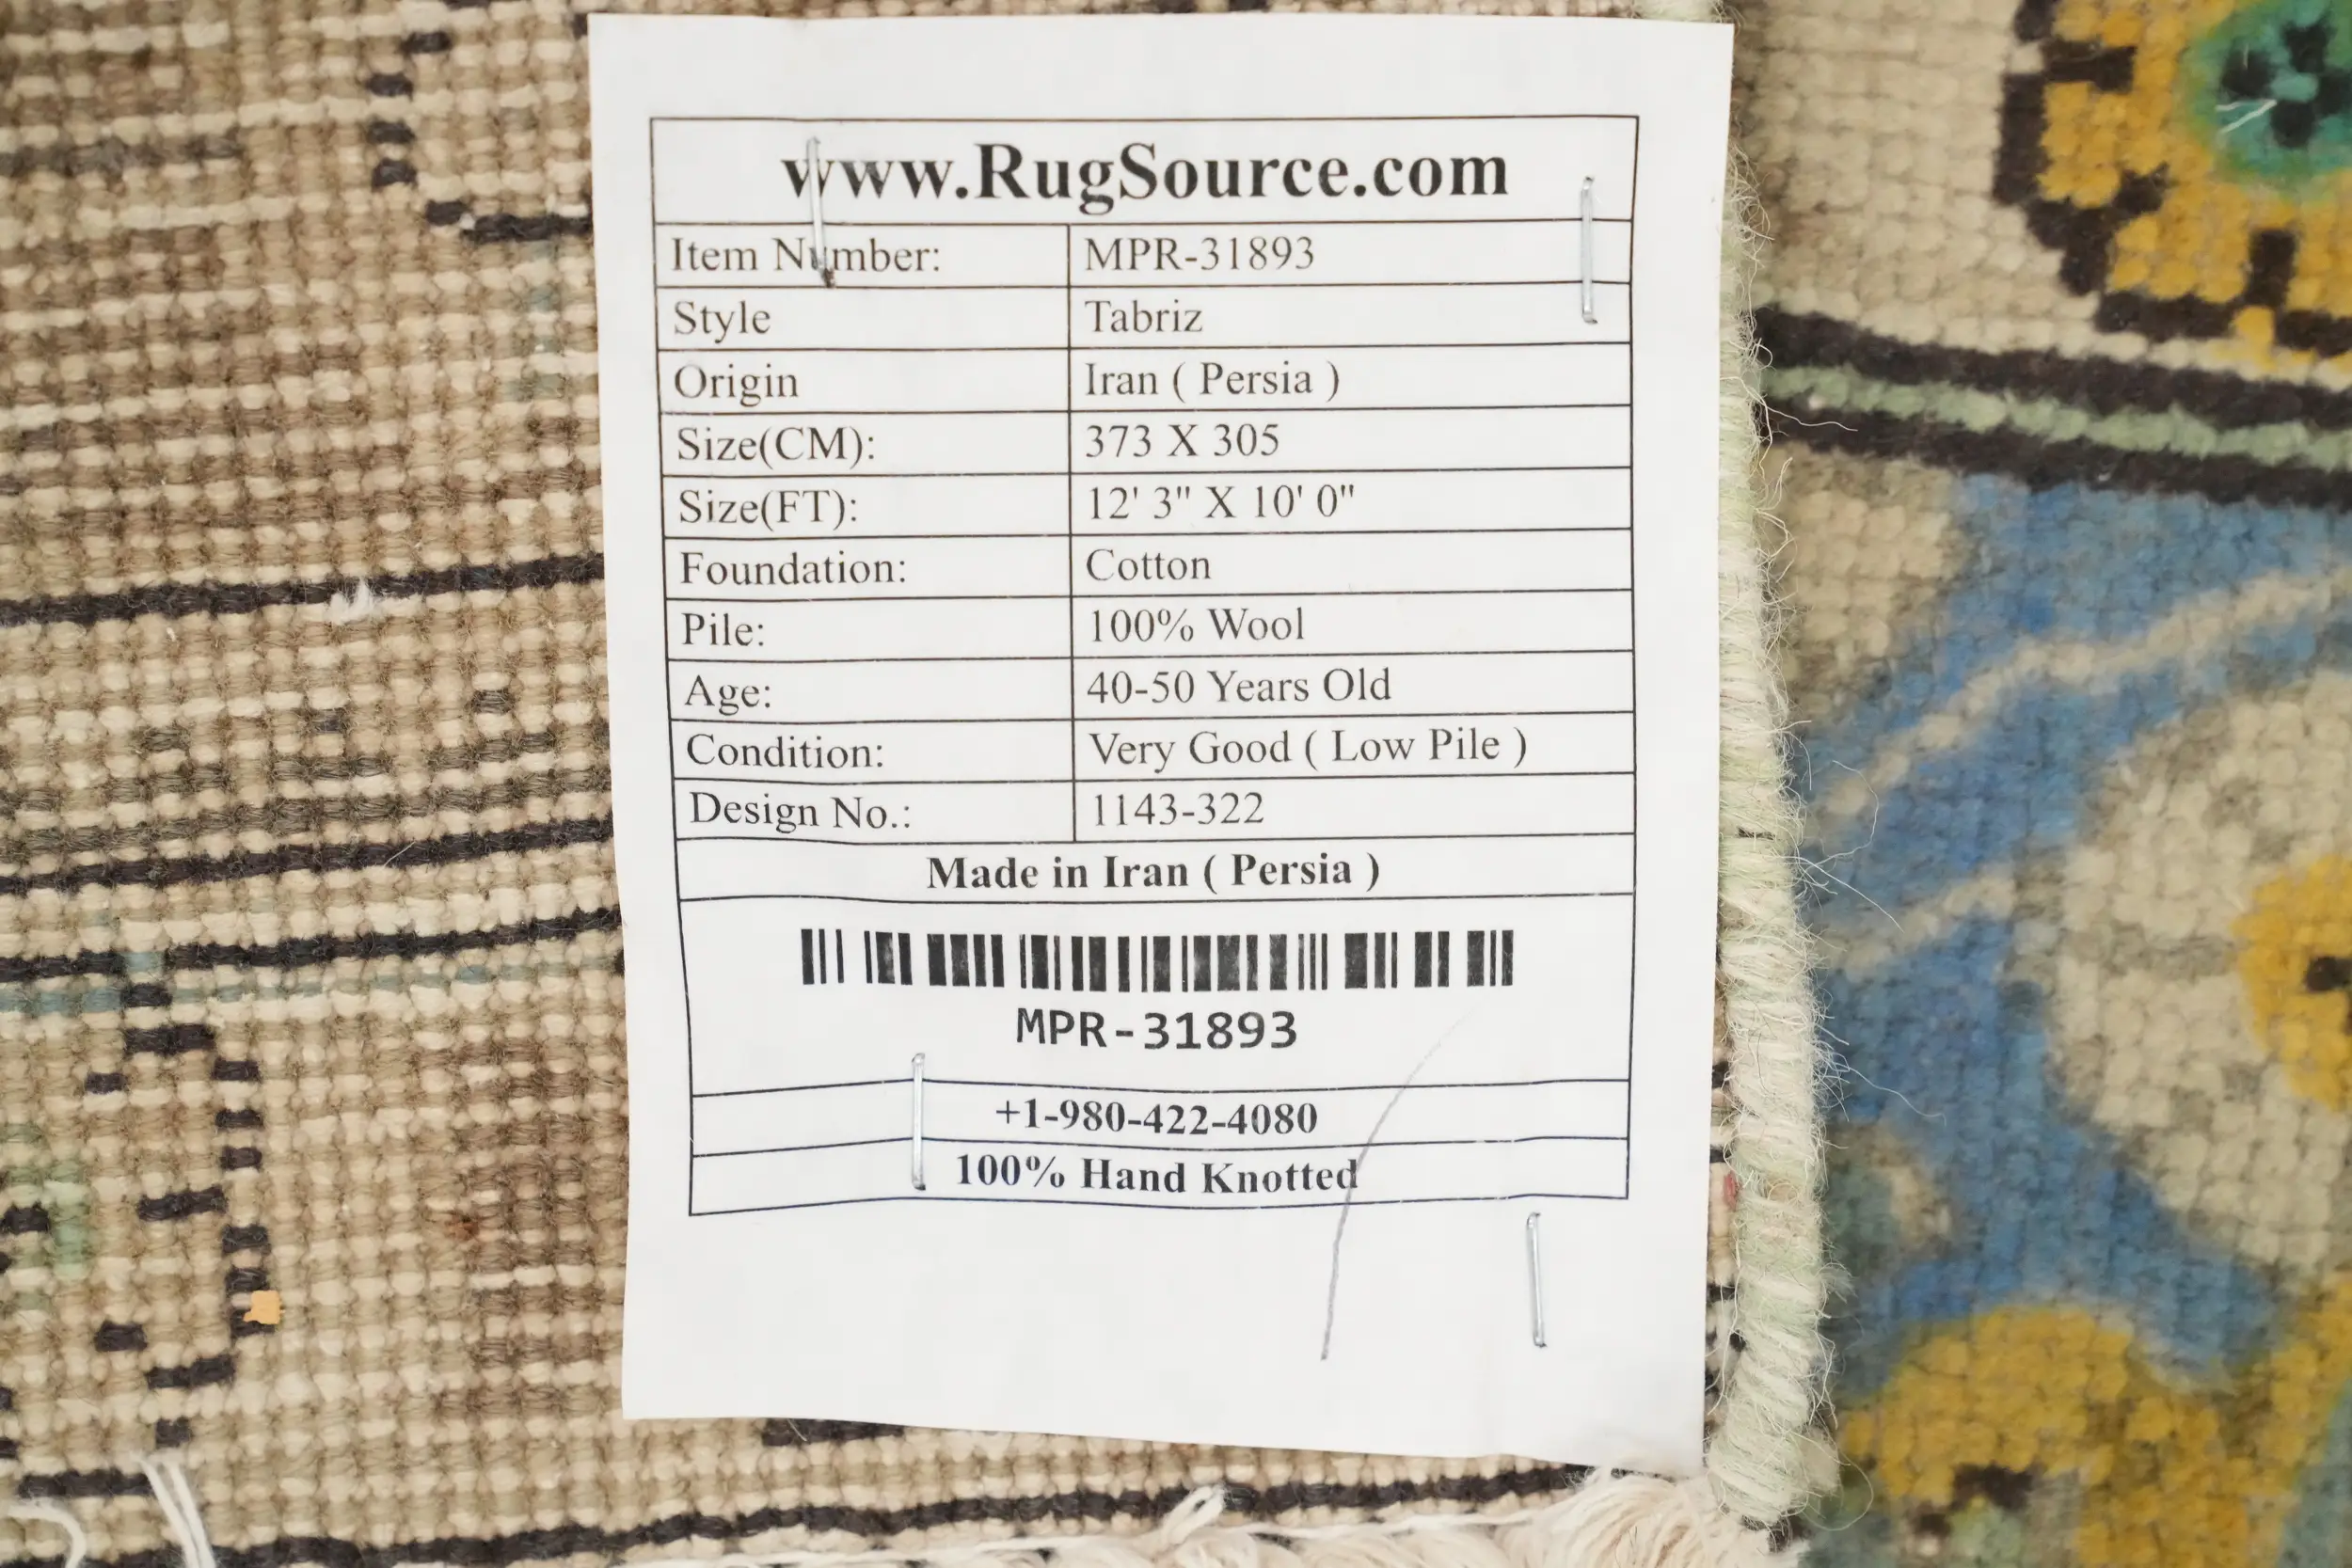 www.RugSource.com
Item Number: MPR-31893
Style Tabriz
Origin Iran ( Persia )
Size(CM): 373 X 305
Size(FT): 12' 3" X 10' 0"
Foundation: Cotton
Pile: 100% Wool
Age: 40-50 Years Old
Condition: Very Good ( Low Pile )
Design No.: 1143-322
Made in Iran ( Persia )
MPR-31893
+1-980-422-4080
100% Hand Knotted